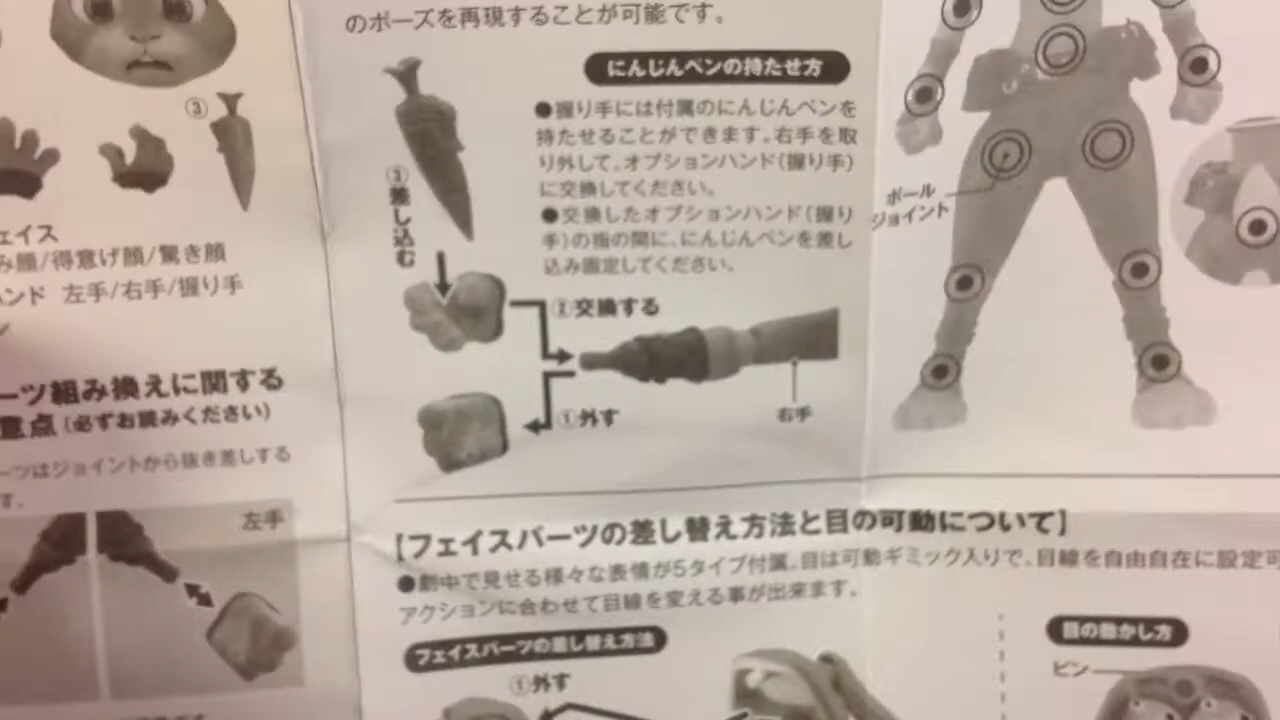 のポーズを再現することが可能です。
にんじんペンの持たせ方
●握り手には付属のにんじんペンを
持たせることができます。右手を取
り外して、オプションハンド(握り手)
に交換してください。
●交換したオプションハンド(握り
手)の指の間に、にんじんペンを差し
込み固定してください。
③差し込む
②交換する
①外す
右手
③
ェイス
み顔/得意げ顔/驚き顔
ハンド 左手/右手/握り手
ン
ーツ組み換えに関する
意点(必ずお読みください)
ーツはジョイントから抜き差しする
す。
左手
ボール
ジョイント
【フェイスパーツの差し替え方法と目の可動について】
●劇中で見せる様々な表情が5タイプ付属。目は可動ギミック入りで、目線を自由自在に設定可
アクションに合わせて目線を変える事が出来ます。
フェイスパーツの差し替え方法
①外す
目の動かし方
ピン